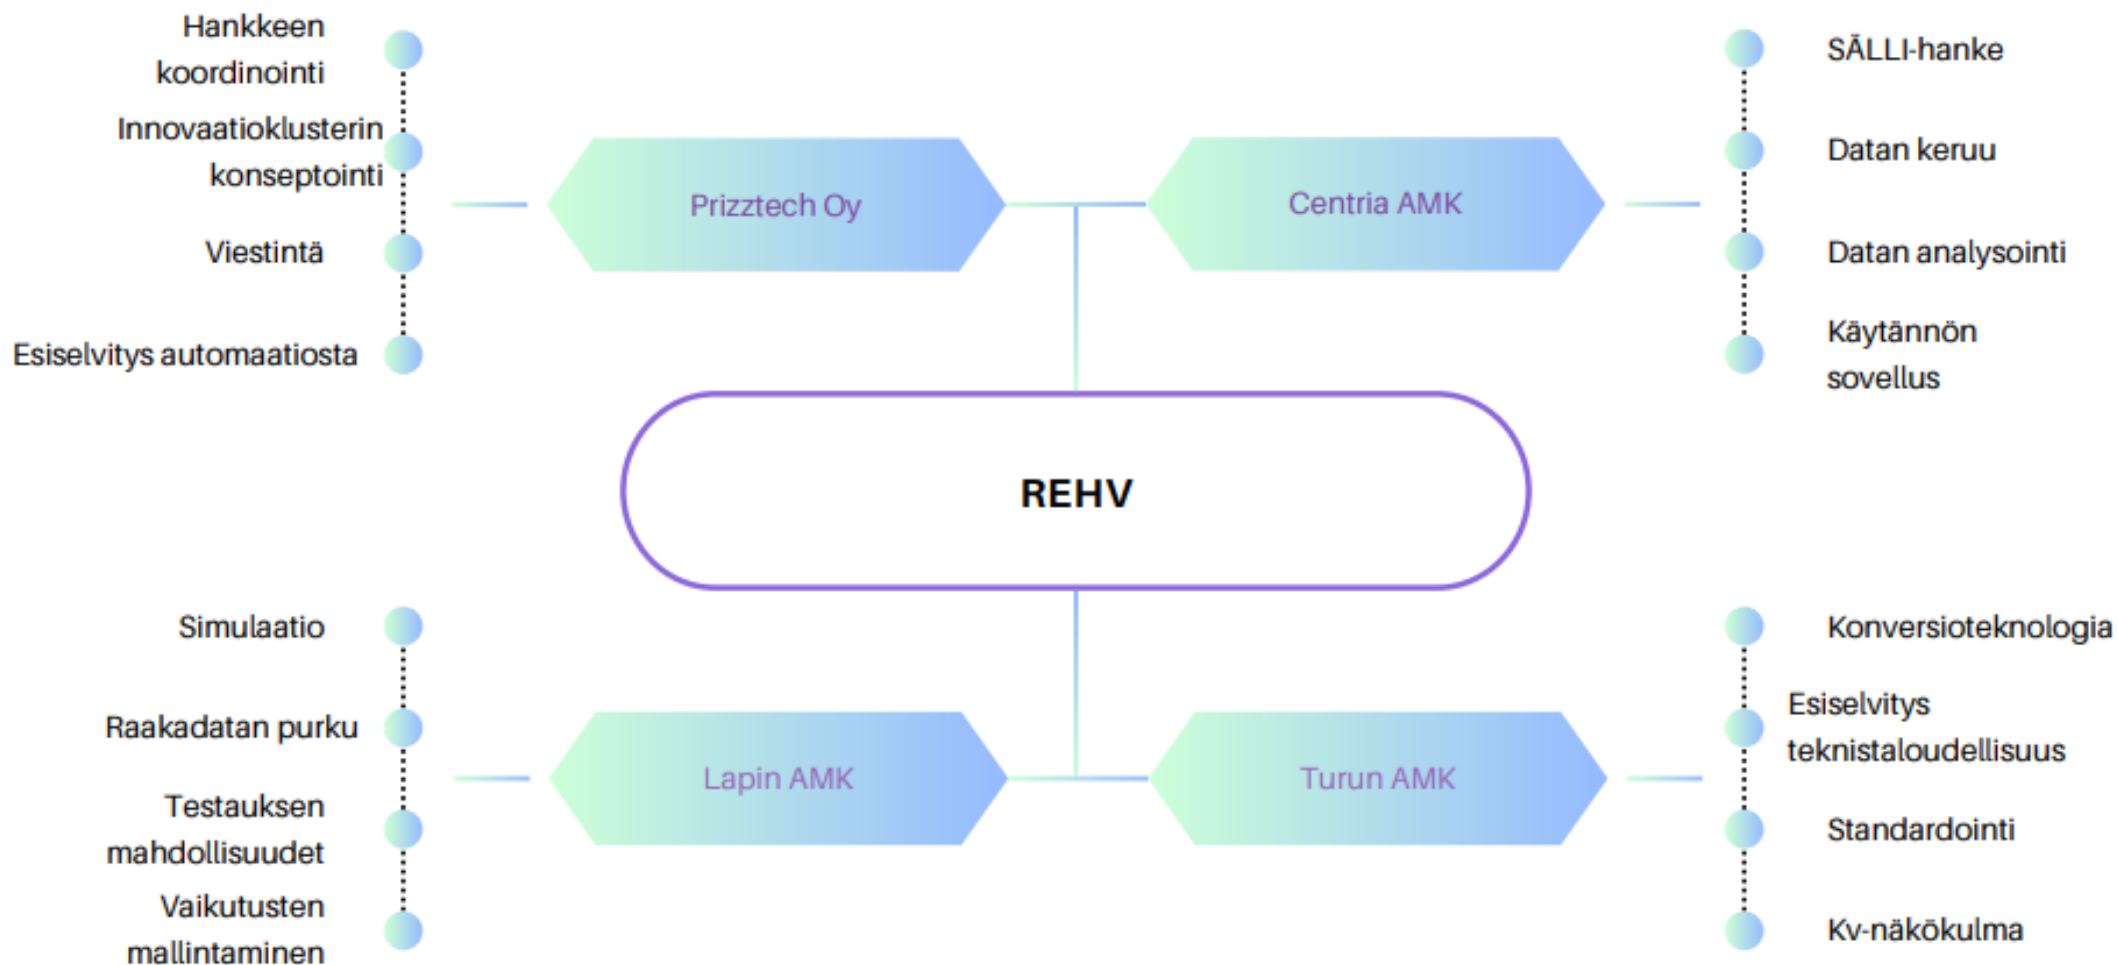 Hankkeen
koordinointi
Innovaatioklusterin
konseptointi
Viestintä
Esiselvitys automaatiosta
Prizztech Oy
Centria AMK
SÄLLI-hanke
Datan keruu
Datan analysointi
Käytännön
sovellus
REHV
Simulaatio
Raakadatan purku
Testauksen
mahdollisuudet
Vaikutusten
mallintaminen
Lapin AMK
Turun AMK
Konversioteknologia
Esiselvitys
teknistaloudellisuus
Standardointi
Kv-näkökulma